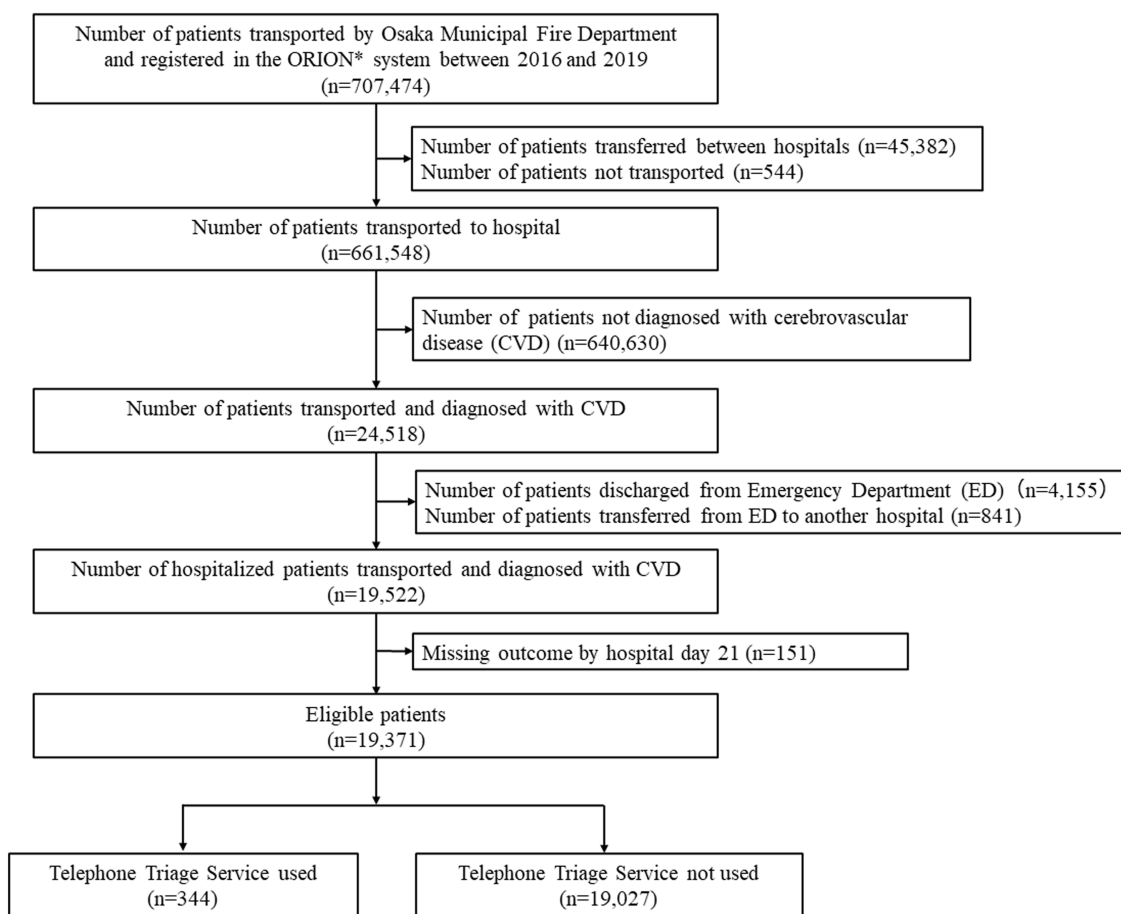 Number of patients transported by Osaka Municipal Fire Department
and registered in the ORION* system between 2016 and 2019
(n=707,474)
Number of patients transferred between hospitals (n=45,382)
Number of patients not transported (n=544)
Number of patients transported to hospital
(n=661,548)
Number of patients not diagnosed with cerebrovascular
disease (CVD) (n=640,630)
Number of patients transported and diagnosed with CVD
(n=24,518)
Number of patients discharged from Emergency Department (ED) (n=4,155)
Number of patients transferred from ED to another hospital (n=841)
Number of hospitalized patients transported and diagnosed with CVD
(n=19,522)
Missing outcome by hospital day 21 (n=151)
Eligible patients
(n=19,371)
Telephone Triage Service used
(n=344)
Telephone Triage Service not used
(n=19,027)